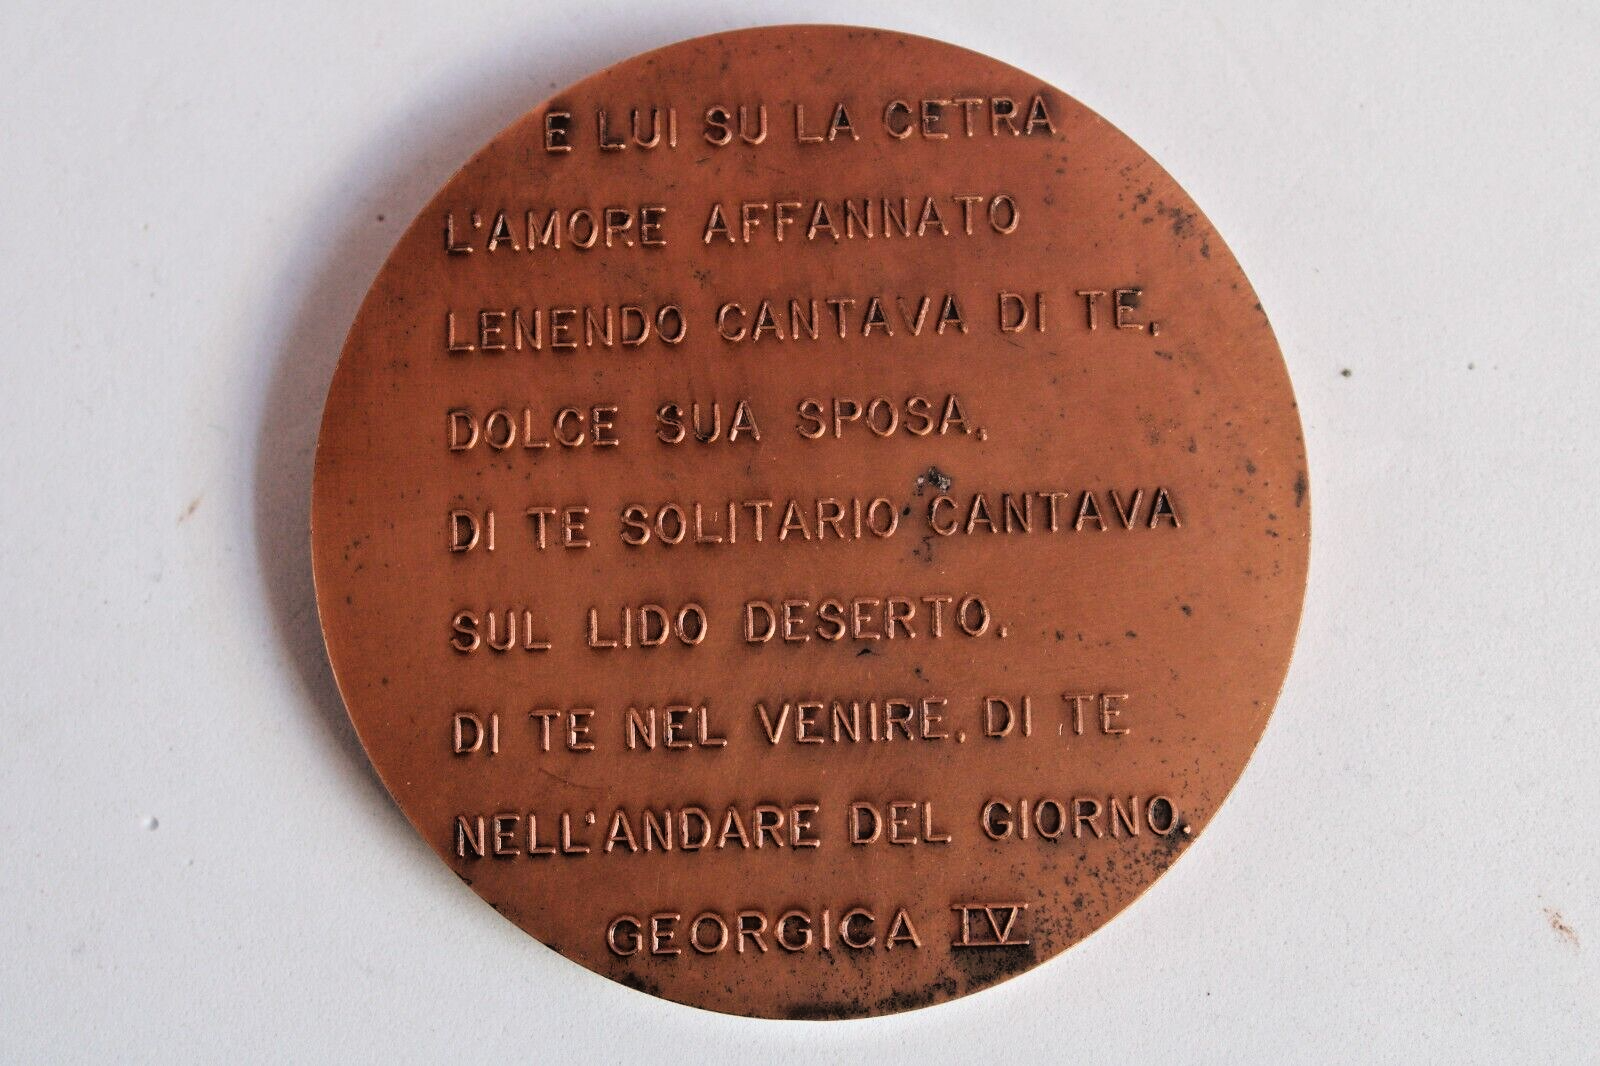 E LUI SU LA CETRA
L'AMORE AFFANNATO
LENENDO CANTAVA DI TE,
DOLCE SUA SPOSA,
DI TE SOLITARIO CANTAVA
SUL LIDO DESERTO,
DI TE NEL VENIRE, DI TE
NELL'ANDARE DEL GIORNO.
GEORGICA IV